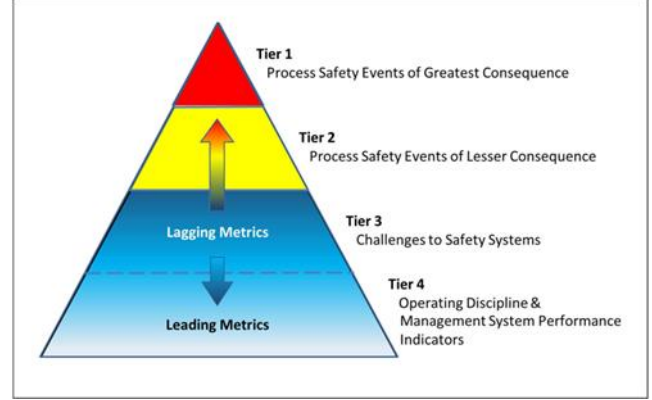 Tier 1
Process Safety Events of Greatest Consequence
Tier 2
Process Safety Events of Lesser Consequence
Lagging Metrics
Tier 3
Challenges to Safety Systems
Tier 4
Operating Discipline &
Management System Performance
Indicators
Leading Metrics